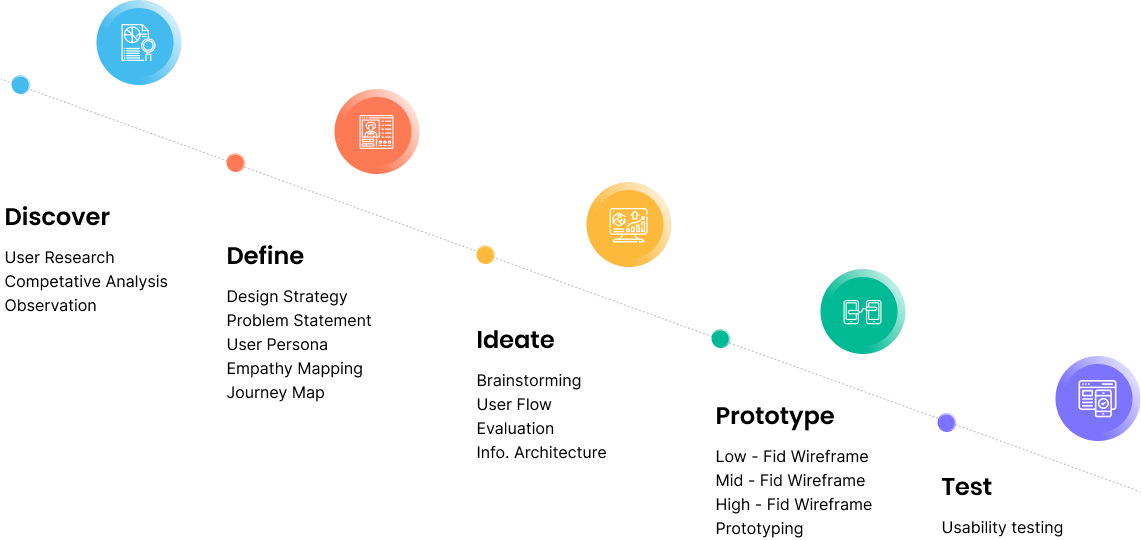 Discover
User Research
Competative Analysis
Observation
Define
Design Strategy
Problem Statement
User Persona
Empathy Mapping
Journey Map
Ideate
Brainstorming
User Flow
Evaluation
Info. Architecture
Prototype
Low - Fid Wireframe
Mid - Fid Wireframe
High - Fid Wireframe
Prototyping
Test
Usability testing